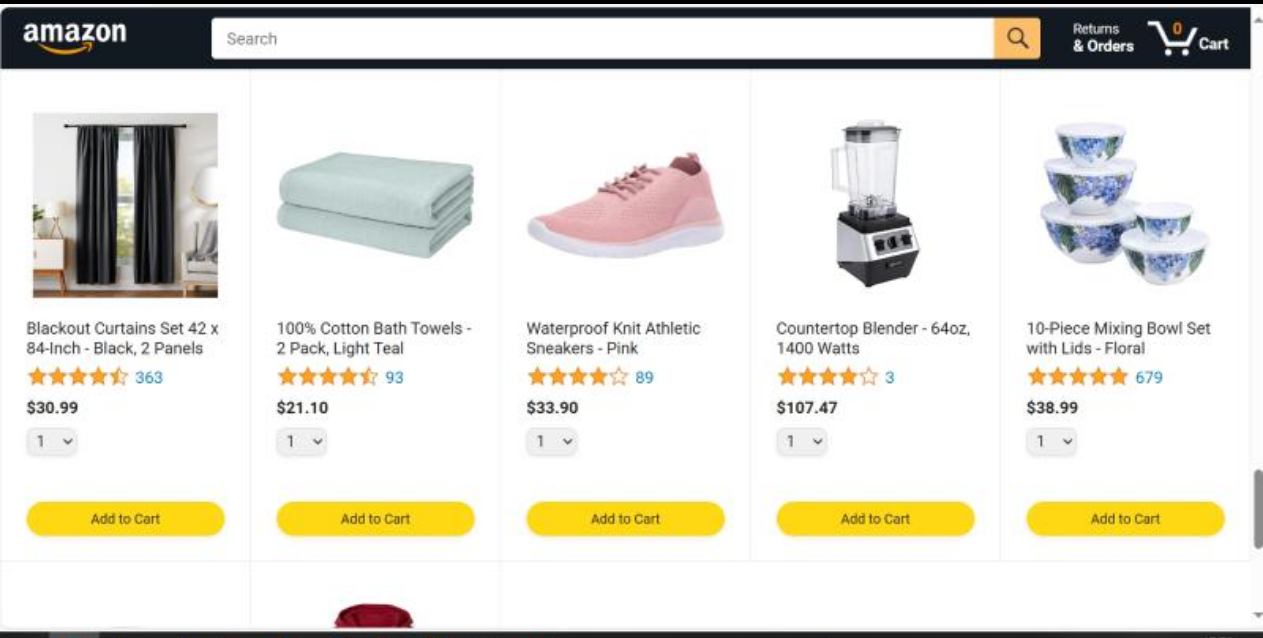 amazon
Search
Returns
& Orders
0
Cart
Blackout Curtains Set 42 x
84-Inch - Black, 2 Panels
363
$30.99
1
Add to Cart
100% Cotton Bath Towels -
2 Pack, Light Teal
93
$21.10
1
Add to Cart
Waterproof Knit Athletic
Sneakers - Pink
89
$33.90
1
Add to Cart
Countertop Blender - 64oz,
1400 Watts
3
$107.47
1
Add to Cart
10-Piece Mixing Bowl Set
with Lids - Floral
679
$38.99
1
Add to Cart